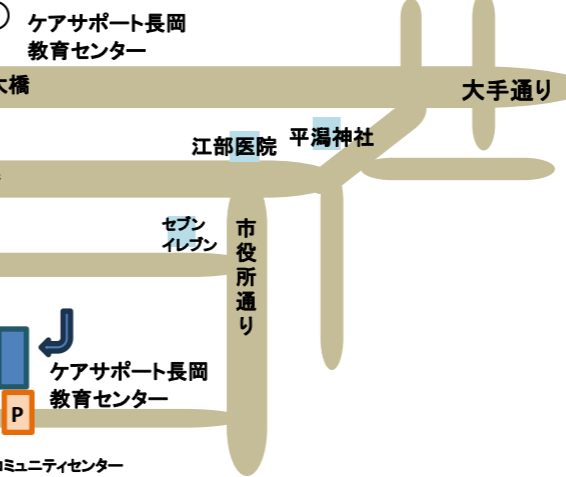 ケアサポート長岡
教育センター
大橋
大手通り
江部医院
平潟神社
セブン
イレブン
市役所通り
ケアサポート長岡
教育センター
P
コミュニティセンター